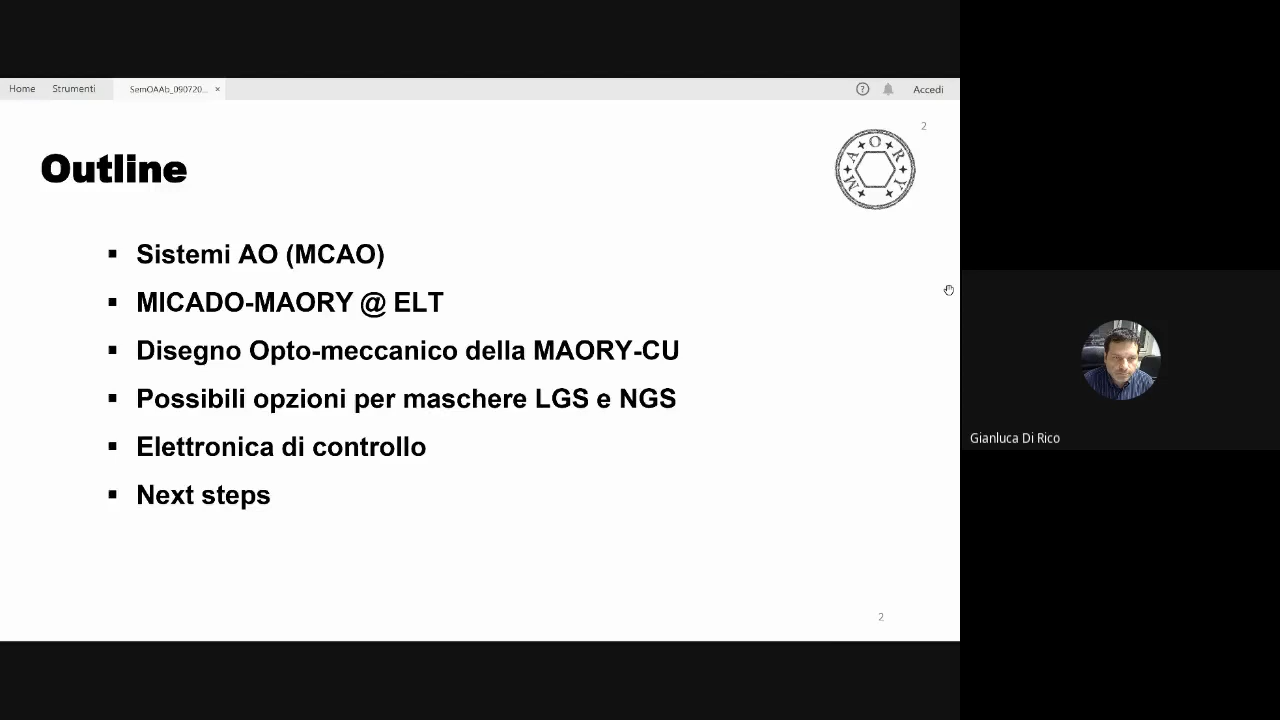 Home Strumenti SemOAAb_090720... × ? Accedi
2
Outline
MAORY
▪ Sistemi AO (MCAO)
▪ MICADO-MAORY @ ELT
▪ Disegno Opto-meccanico della MAORY-CU
▪ Possibili opzioni per maschere LGS e NGS
▪ Elettronica di controllo
▪ Next steps
2
Gianluca Di Rico